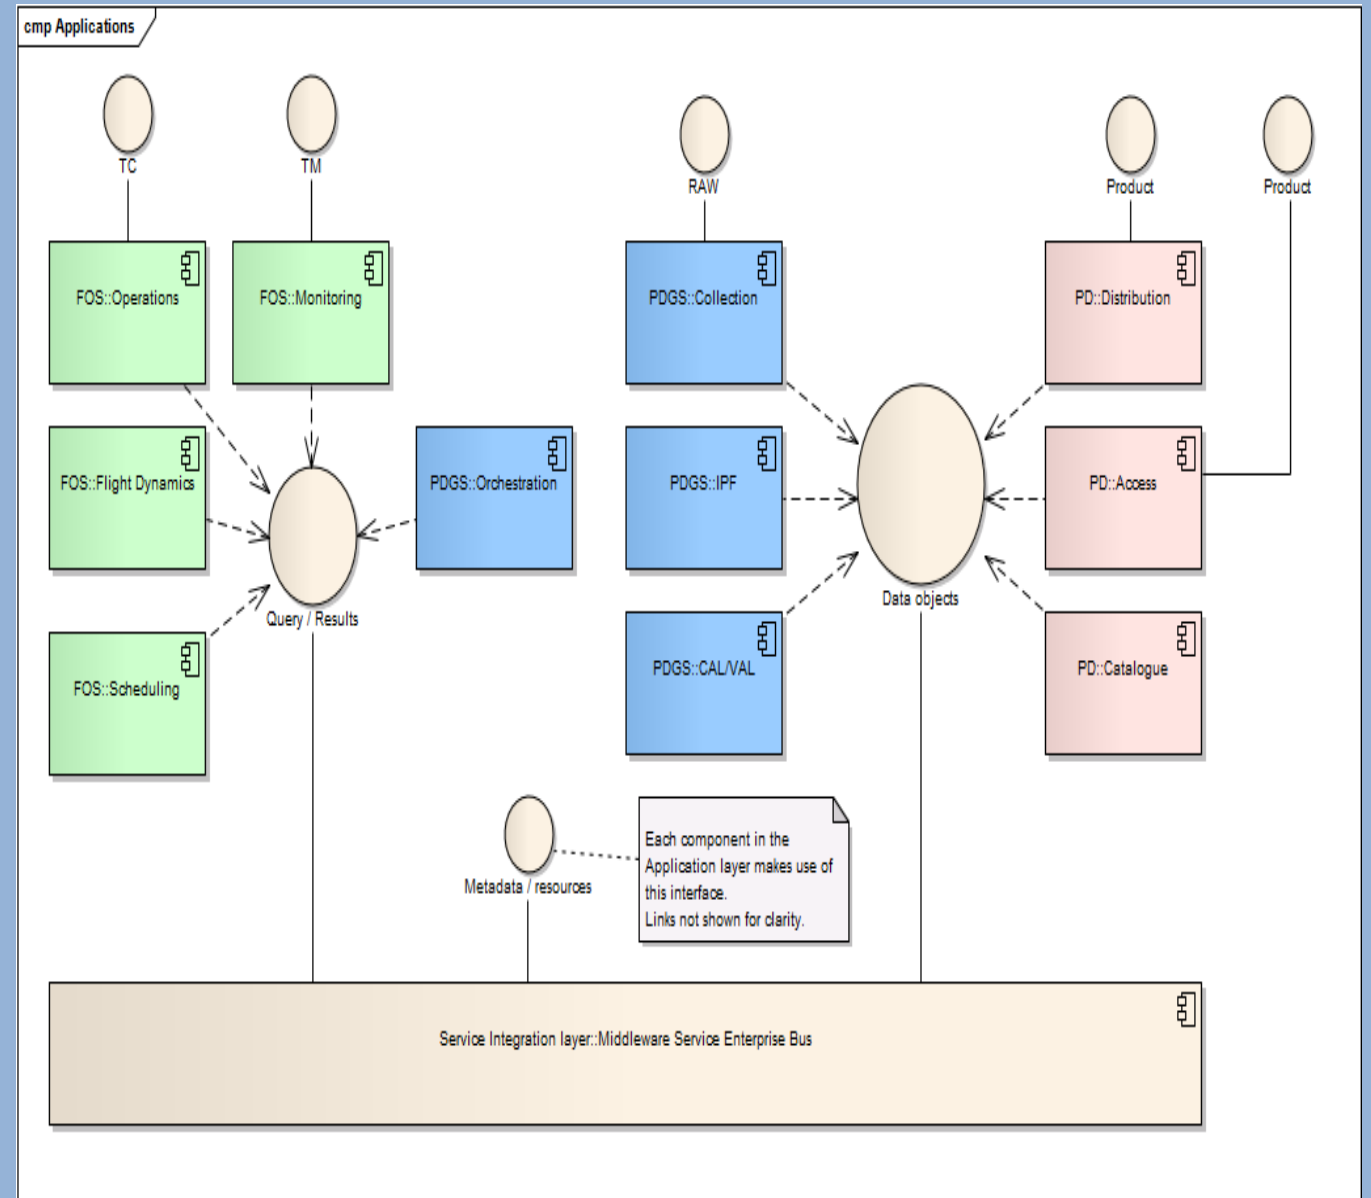 cmp Applications
TC
TM
RAW
Product
Product
FOS::Operations
FOS::Monitoring
PDGS::Collection
PD::Distribution
FOS::Flight Dynamics
PDGS::Orchestration
PDGS::IPF
PD::Access
Query / Results
Data objects
FOS::Scheduling
PDGS::CAL/VAL
PD::Catalogue
Metadata / resources
Each component in the
Application layer makes use of
this interface.
Links not shown for clarity.
Service Integration layer::Middleware Service Enterprise Bus